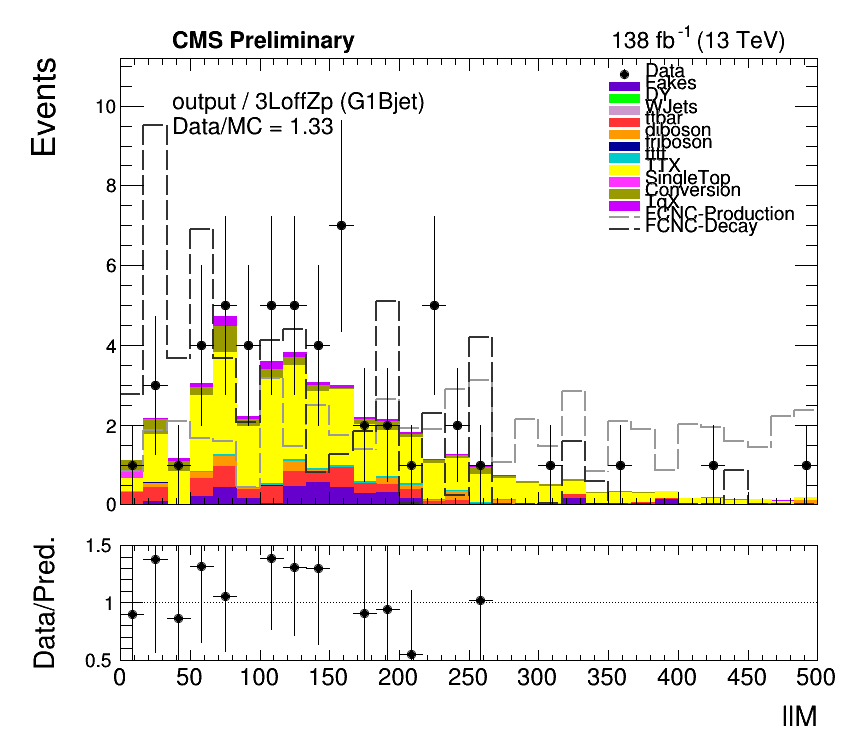 CMS Preliminary
138 fb⁻¹ (13 TeV)
Events
output / 3LoffZp (G1Bjet)
Data/MC = 1.33
Data
Fakes
DY
WJets
ttbar
diboson
triboson
tttt
TTX
SingleTop
Conversion
TqX
FCNC-Production
FCNC-Decay
10
8
6
4
2
0
Data/Pred.
1.5
1
0.5
0 50 100 150 200 250 300 350 400 450 500
llM